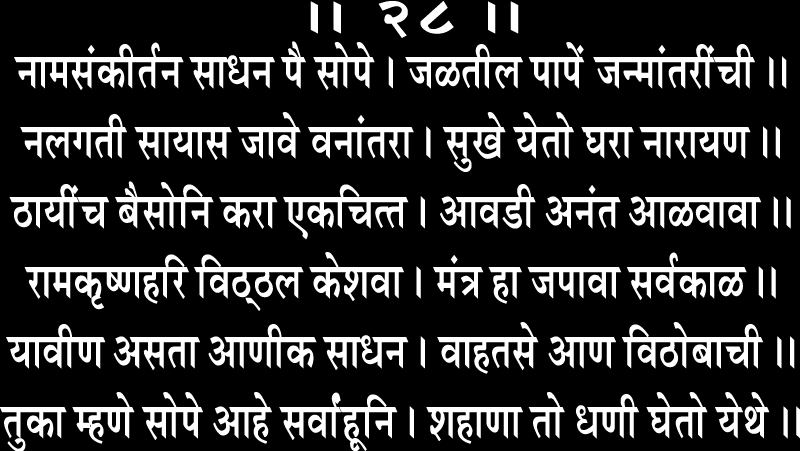 ।। २८ ।।
नामसंकीर्तन साधन पै सोपे । जळतील पापें जन्मांतरींची ।।
नलगती सायास जावे वनांतरा । सुखे येतो घरा नारायण ।।
ठायींच बैसोनि करा एकचित्त । आवडी अनंत आळवावा ।।
रामकृष्णहरि विठ्ठल केशवा । मंत्र हा जपावा सर्वकाळ ।।
यावीण असता आणीक साधन । वाहतसे आण विठोबाची ।।
तुका म्हणे सोपे आहे सर्वांहूनि । शहाणा तो धणी घेतो येथे ।।